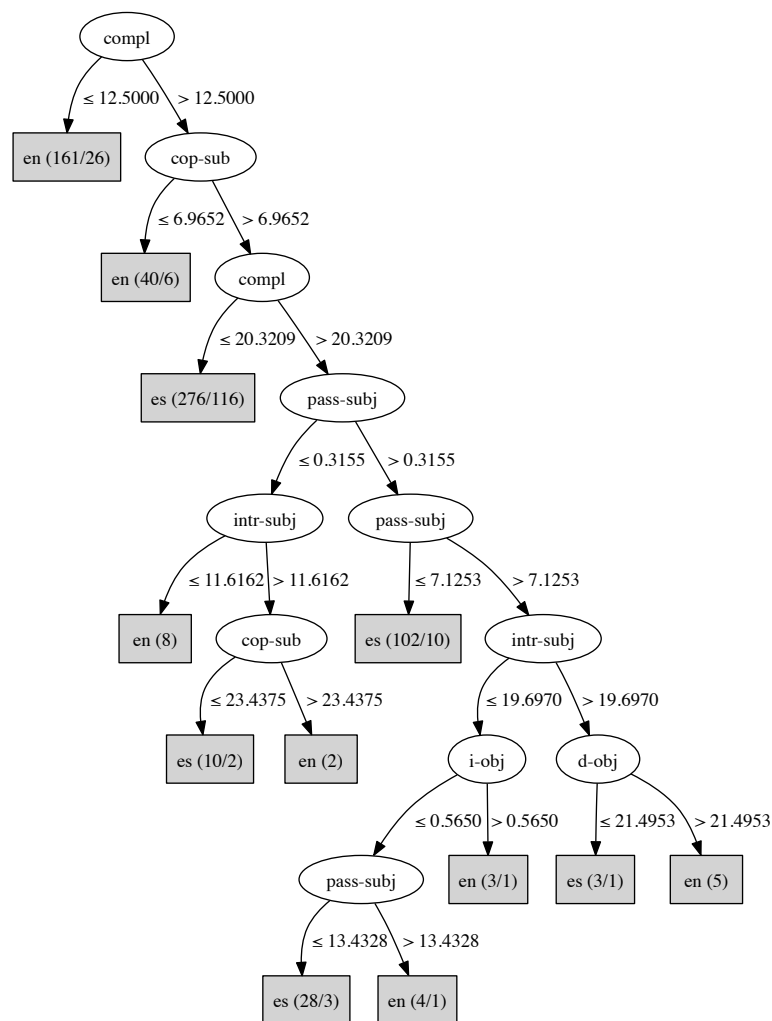 compl
≤ 12.5000 > 12.5000
en (161/26) cop-sub
≤ 6.9652 > 6.9652
en (40/6) compl
≤ 20.3209 > 20.3209
es (276/116) pass-subj
≤ 0.3155 > 0.3155
intr-subj pass-subj
≤ 11.6162 > 11.6162 ≤ 7.1253 > 7.1253
en (8) cop-sub es (102/10) intr-subj
≤ 23.4375 > 23.4375 ≤ 19.6970 > 19.6970
es (10/2) en (2) i-obj d-obj
≤ 0.5650 > 0.5650 ≤ 21.4953 > 21.4953
pass-subj en (3/1) es (3/1) en (5)
≤ 13.4328 > 13.4328
es (28/3) en (4/1)